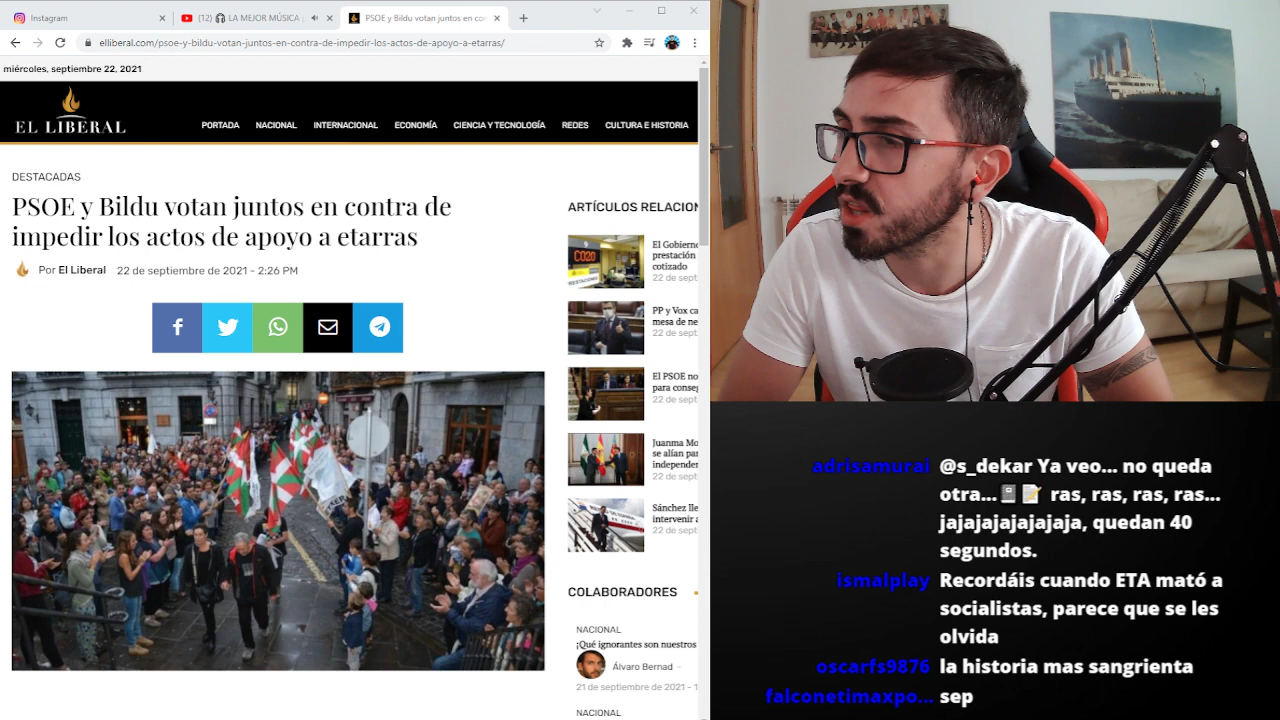 Instagram
(12) 🎧 LA MEJOR MÚSICA
PSOE y Bildu votan juntos en con
elliberal.com/psoe-y-bildu-votan-juntos-en-contra-de-impedir-los-actos-de-apoyo-a-etarras/
miércoles, septiembre 22, 2021
EL LIBERAL
PORTADA NACIONAL INTERNACIONAL ECONOMÍA CIENCIA Y TECNOLOGÍA REDES CULTURA E HISTORIA
DESTACADAS
PSOE y Bildu votan juntos en contra de
impedir los actos de apoyo a etarras
Por El Liberal 22 de septiembre de 2021 - 2:26 PM
ARTÍCULOS RELACION
El Gobierno
prestación
cotizado
22 de sept
PP y Vox ca
mesa de ne
22 de sept
El PSOE no
para conseg
22 de sept
Juanma Mo
se alían par
independen
22 de sept
Sánchez lle
intervenir a
22 de sept
COLABORADORES
NACIONAL
¡Qué ignorantes son nuestros
Álvaro Bernad -
21 de septiembre de 2021 - 1
NACIONAL
adrisamurai @s_dekar Ya veo... no queda
otra...📓📝 ras, ras, ras, ras...
jajajajajajajaja, quedan 40
segundos.
ismalplay Recordáis cuando ETA mató a
socialistas, parece que se les
olvida
oscarfs9876 la historia mas sangrienta
falconetimaxpo... sep